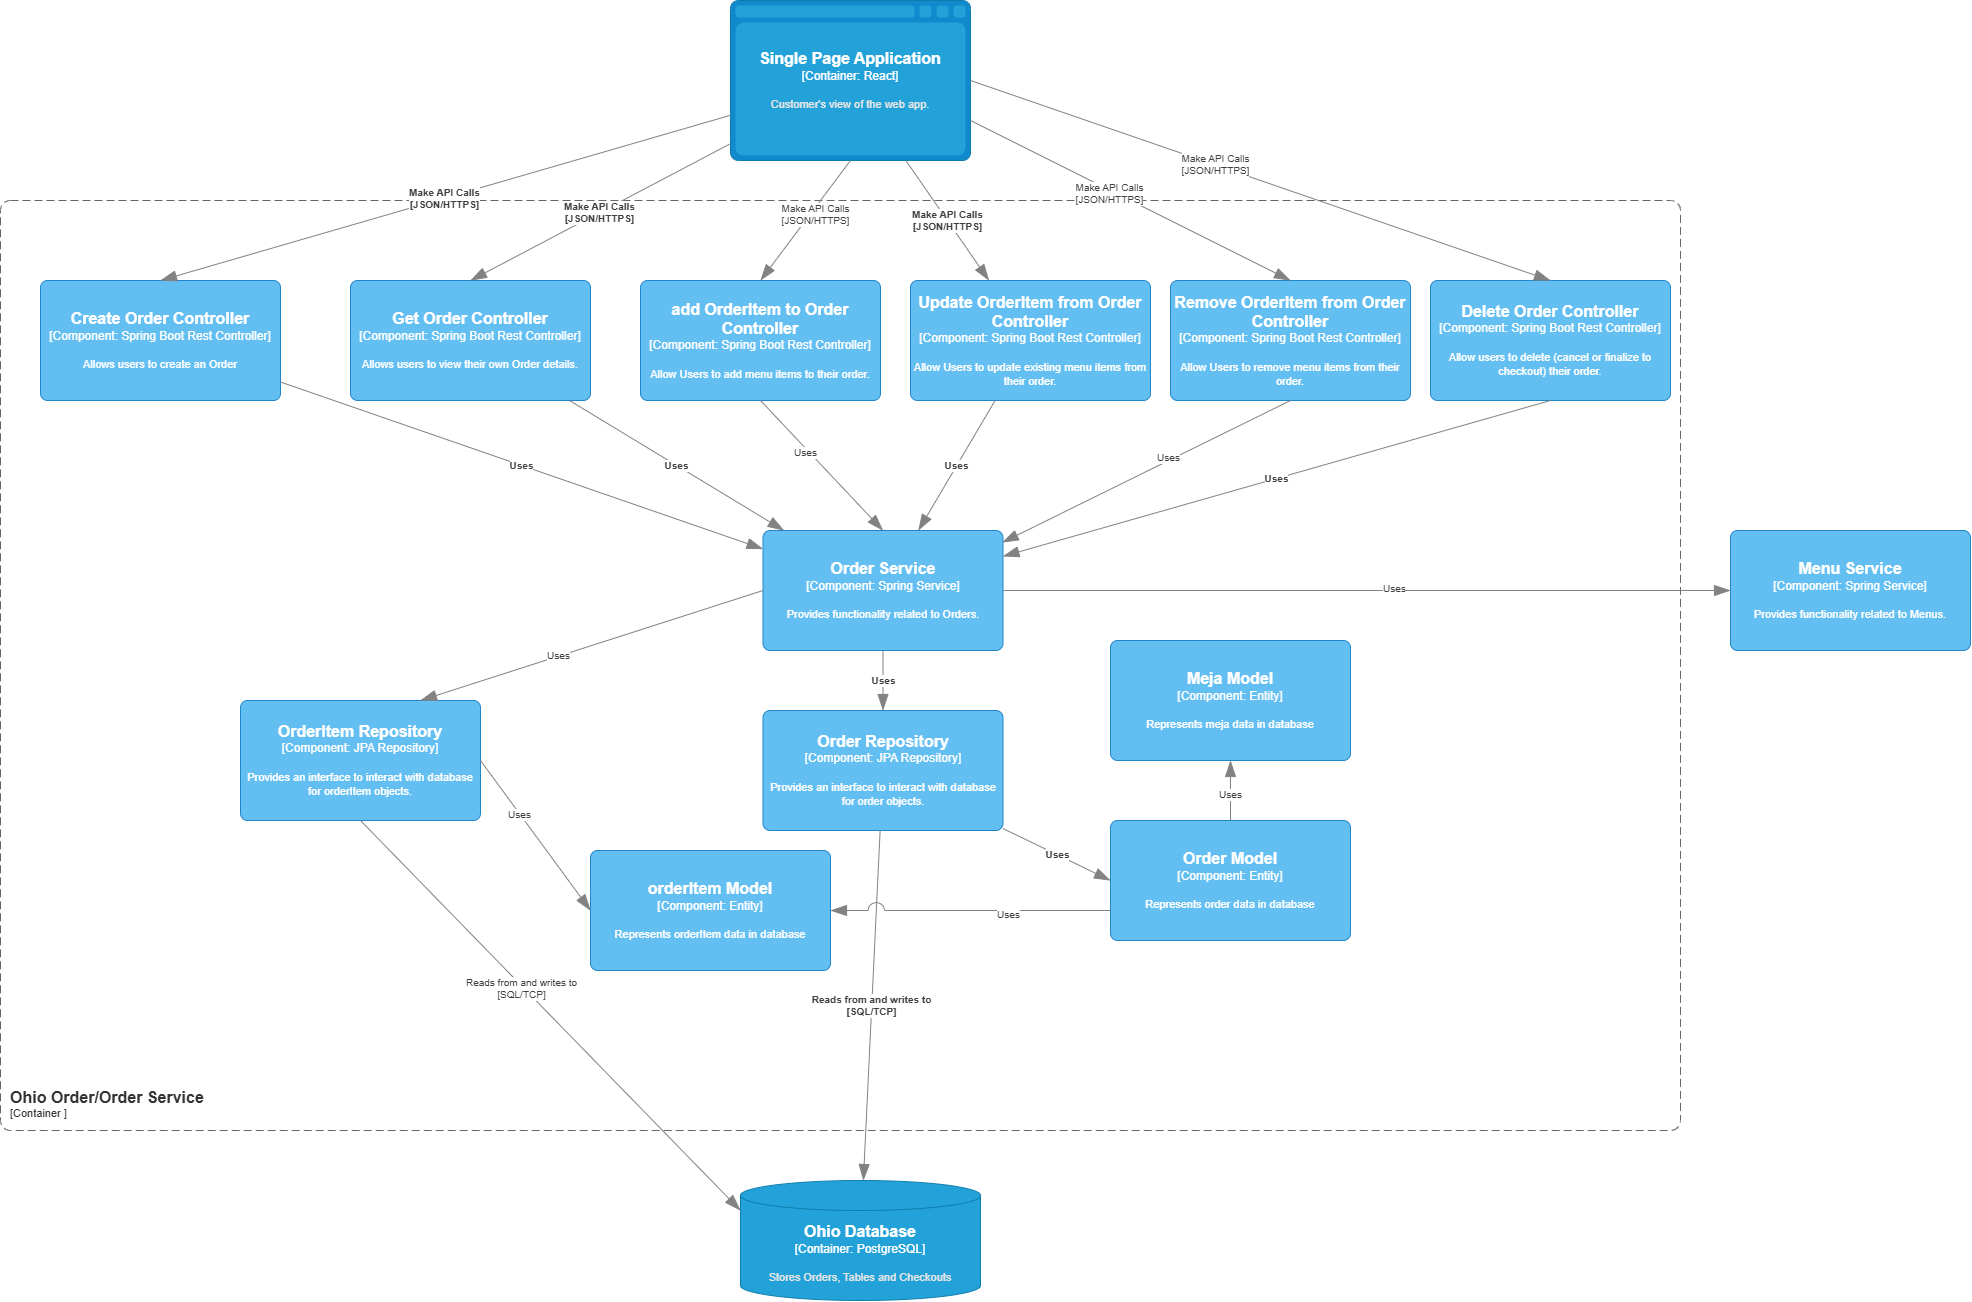 Single Page Application
[Container: React]
Customer's view of the web app.
Make API Calls
[JSON/HTTPS]
Make API Calls
[JSON/HTTPS]
Make API Calls
[JSON/HTTPS]
Make API Calls
[JSON/HTTPS]
Make API Calls
[JSON/HTTPS]
Make API Calls
[JSON/HTTPS]
Create Order Controller
[Component: Spring Boot Rest Controller]
Allows users to create an Order
Get Order Controller
[Component: Spring Boot Rest Controller]
Allows users to view their own Order details.
add OrderItem to Order
Controller
[Component: Spring Boot Rest Controller]
Allow Users to add menu items to their order.
Update OrderItem from Order
Controller
[Component: Spring Boot Rest Controller]
Allow Users to update existing menu items from
their order.
Remove OrderItem from Order
Controller
[Component: Spring Boot Rest Controller]
Allow Users to remove menu items from their
order.
Delete Order Controller
[Component: Spring Boot Rest Controller]
Allow users to delete (cancel or finalize to
checkout) their order.
Uses
Uses
Uses
Uses
Uses
Uses
Order Service
[Component: Spring Service]
Provides functionality related to Orders.
Uses
Menu Service
[Component: Spring Service]
Provides functionality related to Menus.
Uses
Uses
Meja Model
[Component: Entity]
Represents meja data in database
OrderItem Repository
[Component: JPA Repository]
Provides an interface to interact with database
for orderItem objects.
Order Repository
[Component: JPA Repository]
Provides an interface to interact with database
for order objects.
Uses
Uses
Uses
Order Model
[Component: Entity]
Represents order data in database
orderItem Model
[Component: Entity]
Represents orderItem data in database
Uses
Reads from and writes to
[SQL/TCP]
Reads from and writes to
[SQL/TCP]
Ohio Order/Order Service
[Container ]
Ohio Database
[Container: PostgreSQL]
Stores Orders, Tables and Checkouts